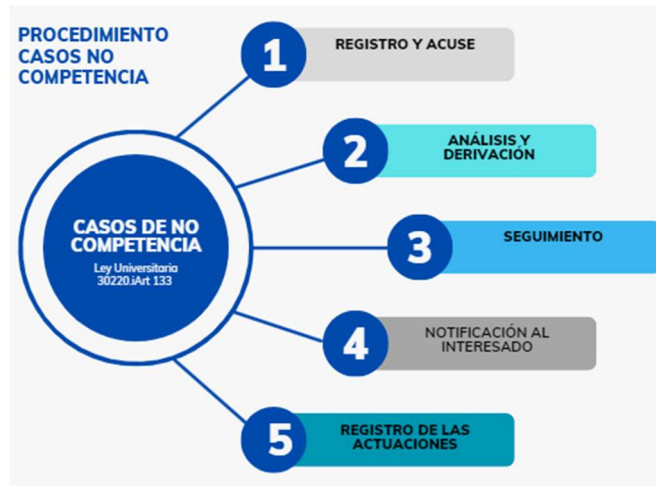 PROCEDIMIENTO
CASOS NO
COMPETENCIA
1
REGISTRO Y ACUSE
2
ANÁLISIS Y
DERIVACIÓN
CASOS DE NO
COMPETENCIA
Ley Universitaria
30220.iArt 133
3
SEGUIMIENTO
4
NOTIFICACIÓN AL
INTERESADO
5
REGISTRO DE LAS
ACTUACIONES